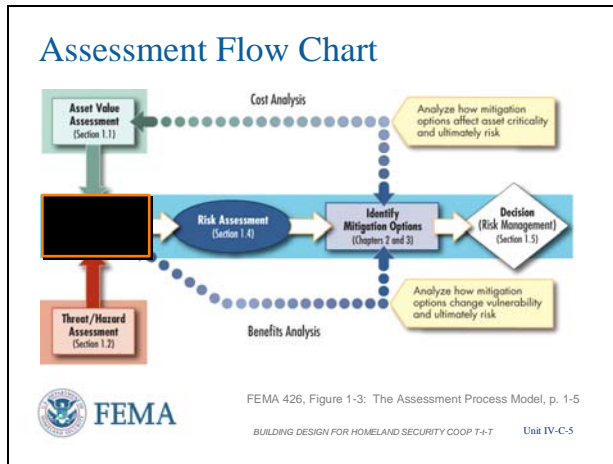 Assessment Flow Chart
Cost Analysis
Asset Value
Assessment
(Section 1.1)
Analyze how mitigation
options affect asset criticality
and ultimately risk
Risk Assessment
(Section 1.4)
Identify
Mitigation Options
(Chapters 2 and 3)
Decision
(Risk Management)
(Section 1.5)
Threat/Hazard
Assessment
(Section 1.2)
Benefits Analysis
Analyze how mitigation
options change vulnerability
and ultimately risk
FEMA
FEMA 426, Figure 1-3: The Assessment Process Model, p. 1-5
BUILDING DESIGN FOR HOMELAND SECURITY COOP T-t-T
Unit IV-C-5